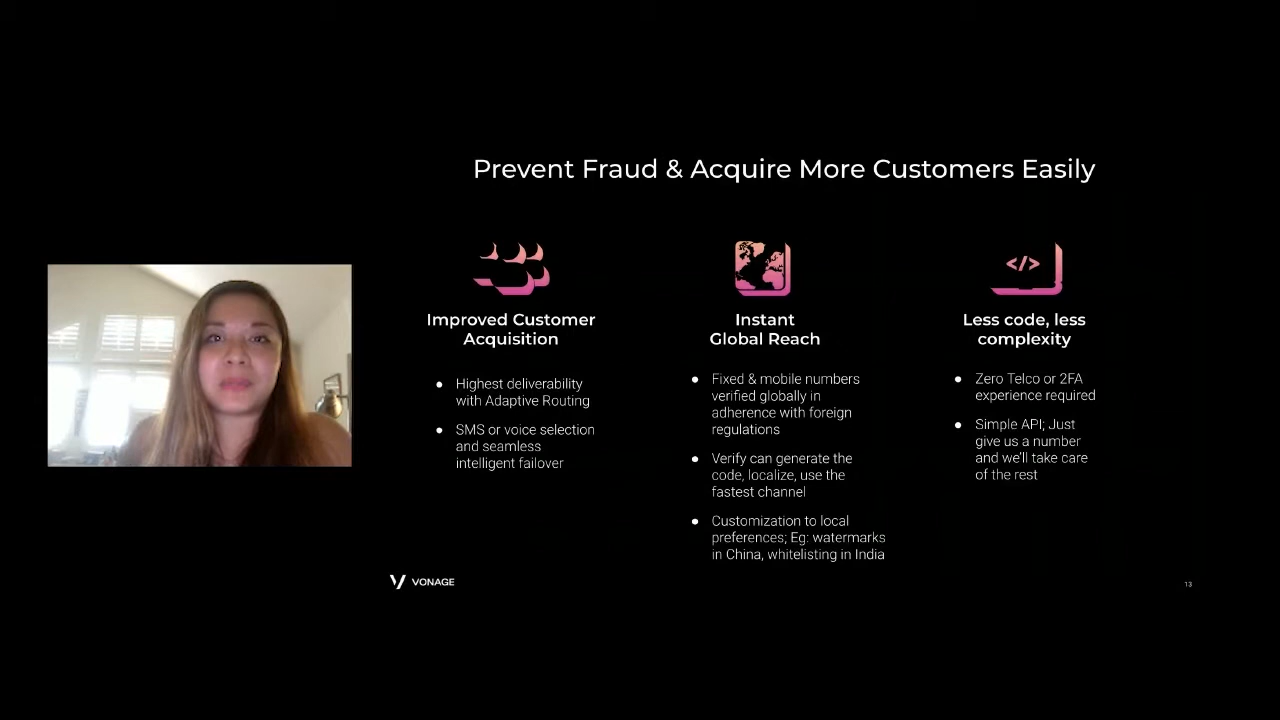 Prevent Fraud & Acquire More Customers Easily
</>
Improved Customer
Acquisition
● Highest deliverability
with Adaptive Routing
● SMS or voice selection
and seamless
intelligent failover
Instant
Global Reach
● Fixed & mobile numbers
verified globally in
adherence with foreign
regulations
● Verify can generate the
code, localize, use the
fastest channel
● Customization to local
preferences; Eg: watermarks
in China, whitelisting in India
Less code, less
complexity
● Zero Telco or 2FA
experience required
● Simple API; Just
give us a number
and we'll take care
of the rest
VONAGE
13